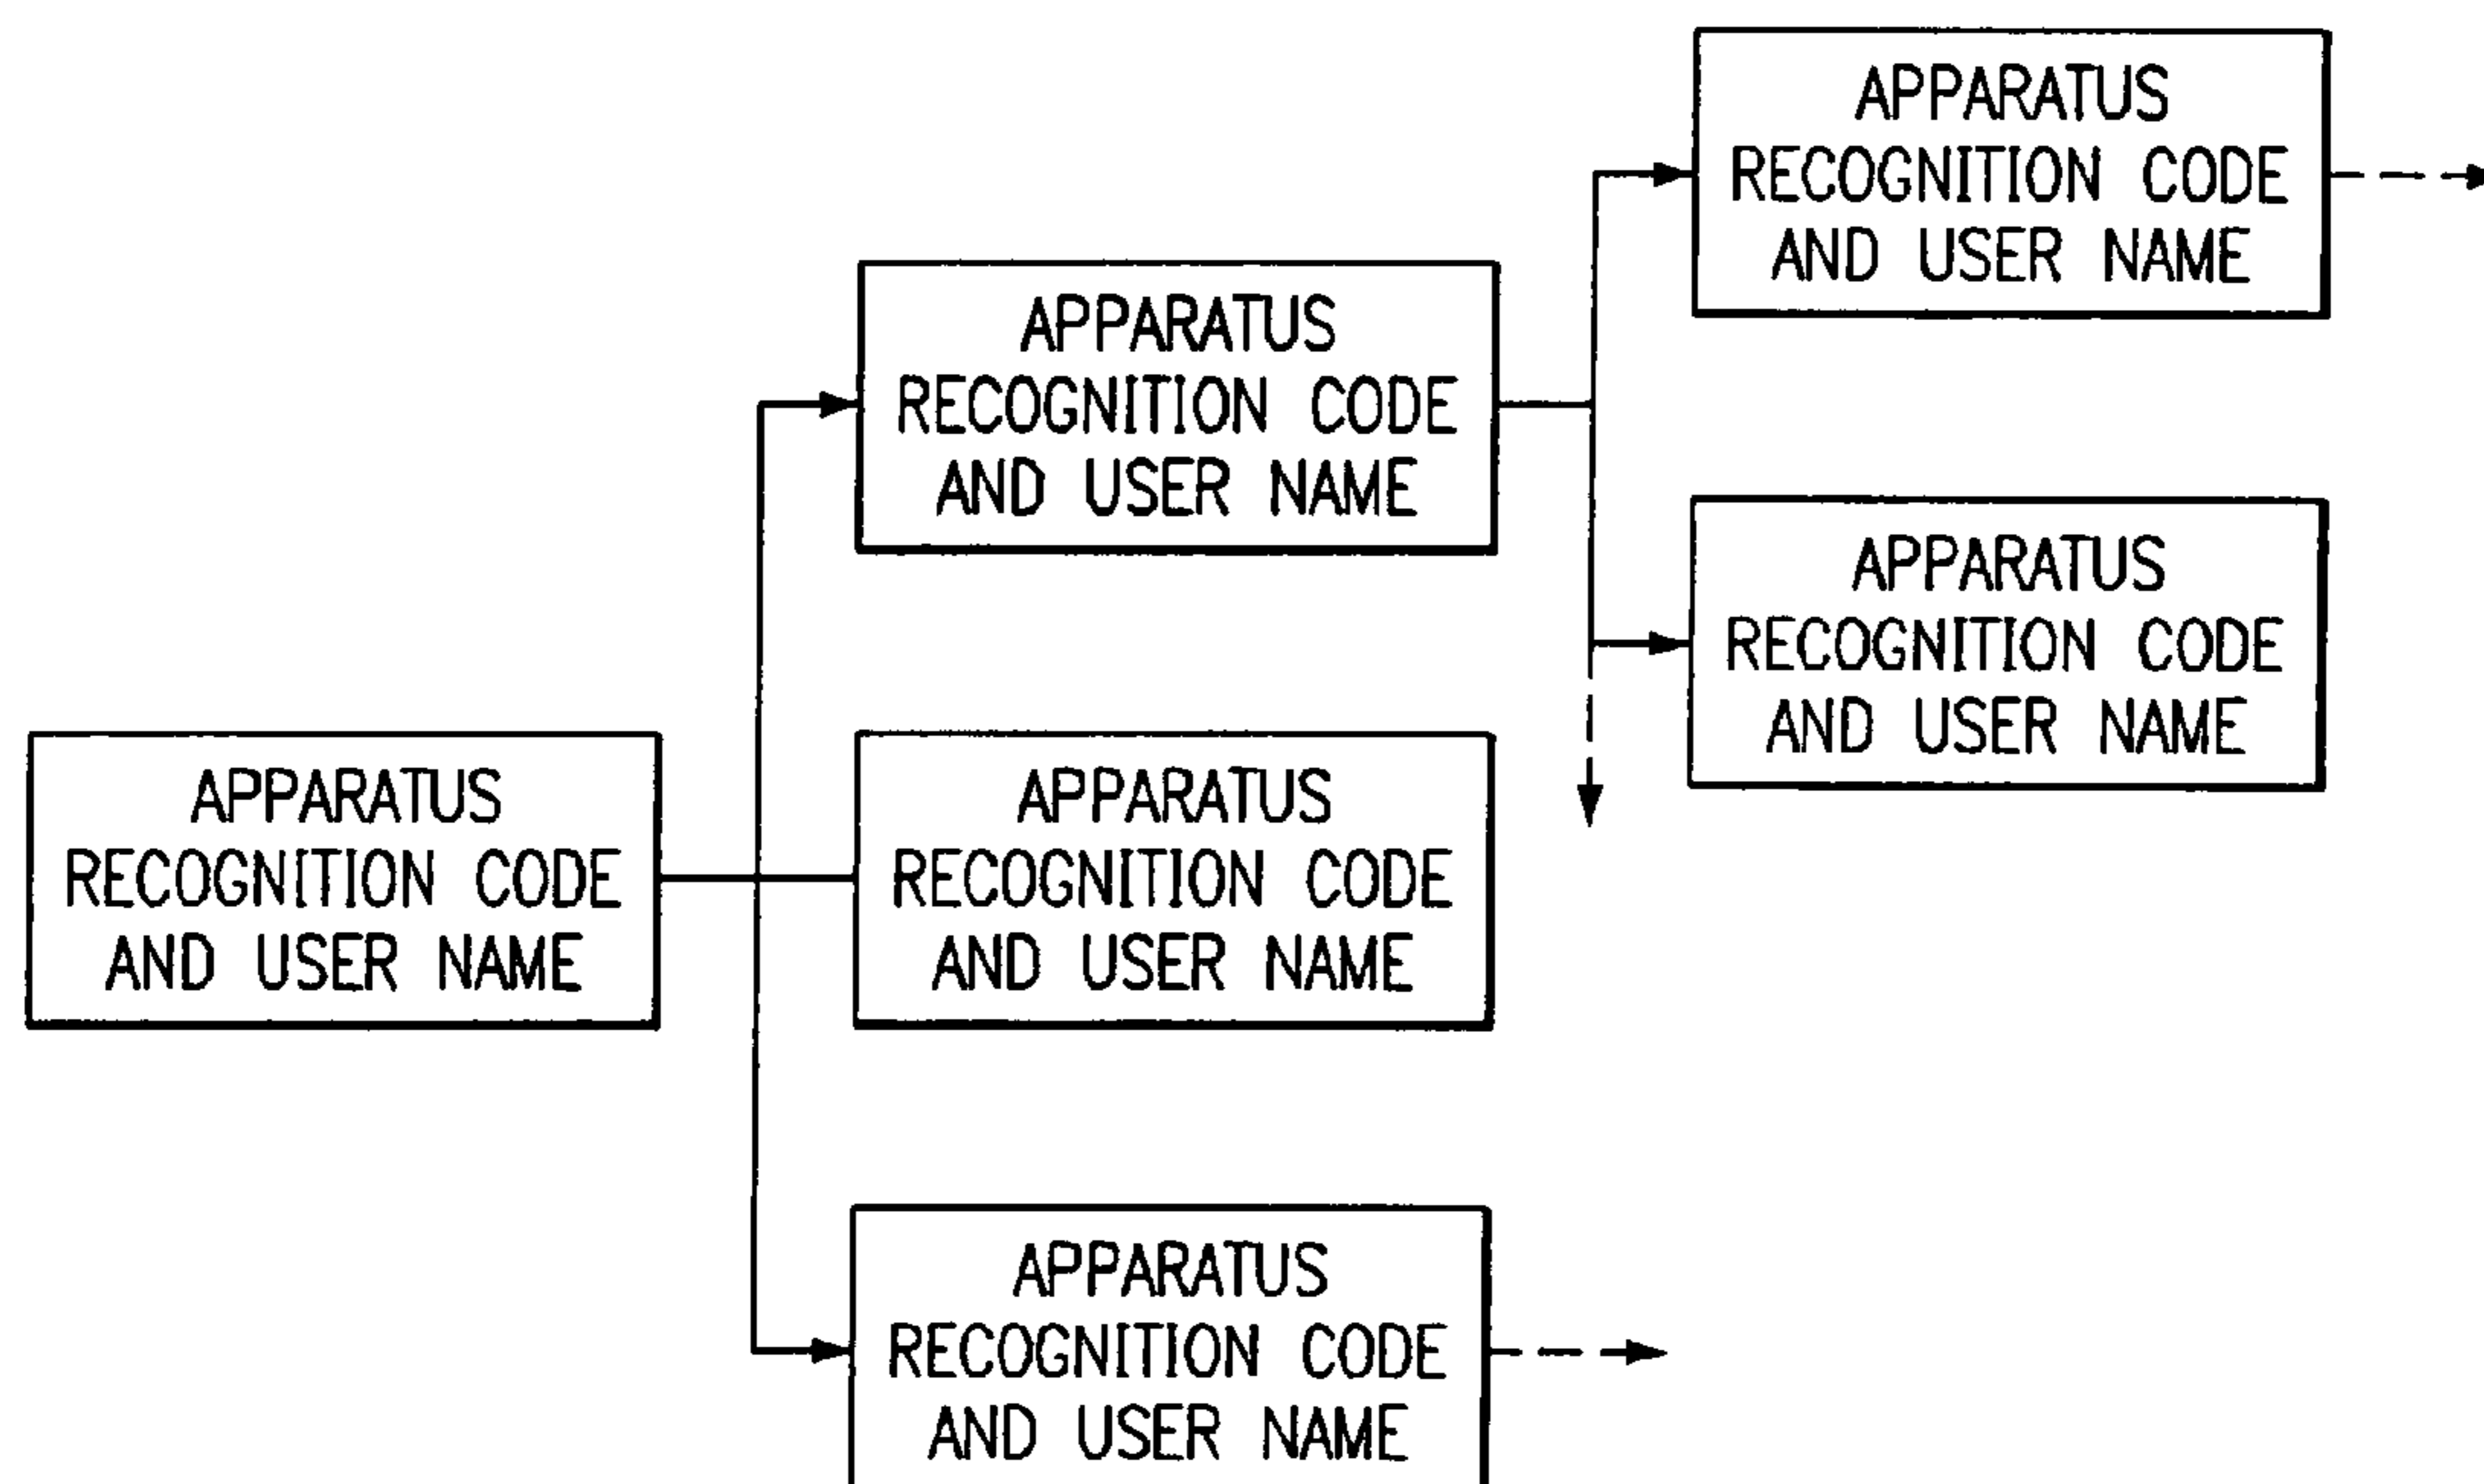 APPARATUS
RECOGNITION CODE
AND USER NAME
APPARATUS
RECOGNITION CODE
AND USER NAME
APPARATUS
RECOGNITION CODE
AND USER NAME
APPARATUS
RECOGNITION CODE
AND USER NAME
APPARATUS
RECOGNITION CODE
AND USER NAME
APPARATUS
RECOGNITION CODE
AND USER NAME